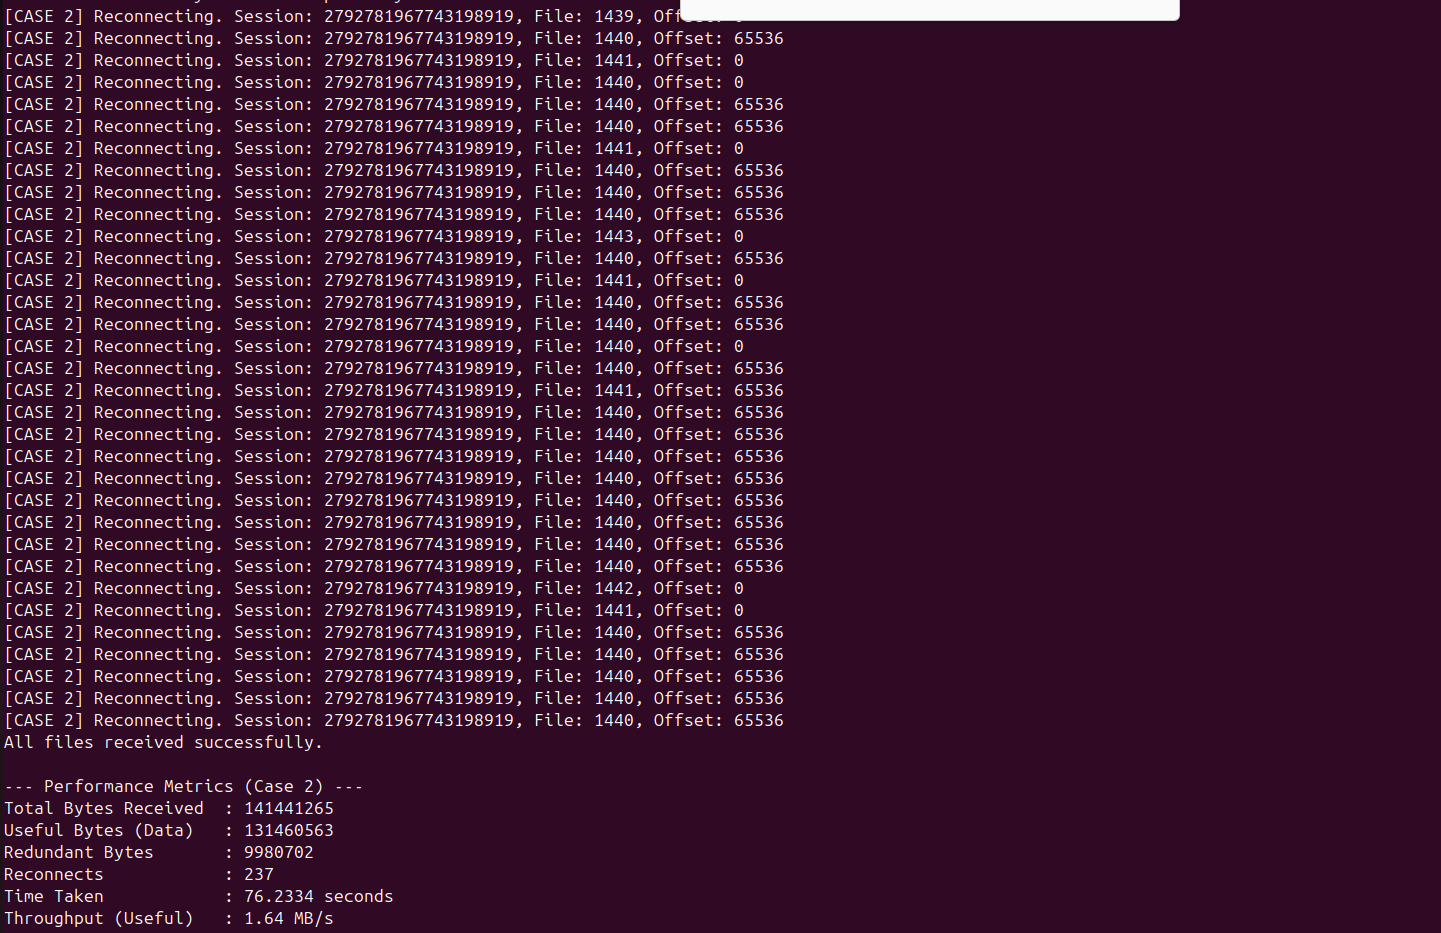 [CASE 2] Reconnecting. Session: 2792781967743198919, File: 1439,
[CASE 2] Reconnecting. Session: 2792781967743198919, File: 1440, Offset: 65536
[CASE 2] Reconnecting. Session: 2792781967743198919, File: 1441, Offset: 0
[CASE 2] Reconnecting. Session: 2792781967743198919, File: 1440, Offset: 0
[CASE 2] Reconnecting. Session: 2792781967743198919, File: 1440, Offset: 65536
[CASE 2] Reconnecting. Session: 2792781967743198919, File: 1440, Offset: 65536
[CASE 2] Reconnecting. Session: 2792781967743198919, File: 1441, Offset: 0
[CASE 2] Reconnecting. Session: 2792781967743198919, File: 1440, Offset: 65536
[CASE 2] Reconnecting. Session: 2792781967743198919, File: 1440, Offset: 65536
[CASE 2] Reconnecting. Session: 2792781967743198919, File: 1440, Offset: 65536
[CASE 2] Reconnecting. Session: 2792781967743198919, File: 1443, Offset: 0
[CASE 2] Reconnecting. Session: 2792781967743198919, File: 1440, Offset: 65536
[CASE 2] Reconnecting. Session: 2792781967743198919, File: 1441, Offset: 0
[CASE 2] Reconnecting. Session: 2792781967743198919, File: 1440, Offset: 65536
[CASE 2] Reconnecting. Session: 2792781967743198919, File: 1440, Offset: 65536
[CASE 2] Reconnecting. Session: 2792781967743198919, File: 1440, Offset: 0
[CASE 2] Reconnecting. Session: 2792781967743198919, File: 1440, Offset: 65536
[CASE 2] Reconnecting. Session: 2792781967743198919, File: 1441, Offset: 65536
[CASE 2] Reconnecting. Session: 2792781967743198919, File: 1440, Offset: 65536
[CASE 2] Reconnecting. Session: 2792781967743198919, File: 1440, Offset: 65536
[CASE 2] Reconnecting. Session: 2792781967743198919, File: 1440, Offset: 65536
[CASE 2] Reconnecting. Session: 2792781967743198919, File: 1440, Offset: 65536
[CASE 2] Reconnecting. Session: 2792781967743198919, File: 1440, Offset: 65536
[CASE 2] Reconnecting. Session: 2792781967743198919, File: 1440, Offset: 65536
[CASE 2] Reconnecting. Session: 2792781967743198919, File: 1440, Offset: 65536
[CASE 2] Reconnecting. Session: 2792781967743198919, File: 1440, Offset: 65536
[CASE 2] Reconnecting. Session: 2792781967743198919, File: 1442, Offset: 0
[CASE 2] Reconnecting. Session: 2792781967743198919, File: 1441, Offset: 0
[CASE 2] Reconnecting. Session: 2792781967743198919, File: 1440, Offset: 65536
[CASE 2] Reconnecting. Session: 2792781967743198919, File: 1440, Offset: 65536
[CASE 2] Reconnecting. Session: 2792781967743198919, File: 1440, Offset: 65536
[CASE 2] Reconnecting. Session: 2792781967743198919, File: 1440, Offset: 65536
[CASE 2] Reconnecting. Session: 2792781967743198919, File: 1440, Offset: 65536
All files received successfully.
--- Performance Metrics (Case 2) ---
Total Bytes Received : 141441265
Useful Bytes (Data) : 131460563
Redundant Bytes : 9980702
Reconnects : 237
Time Taken : 76.2334 seconds
Throughput (Useful) : 1.64 MB/s